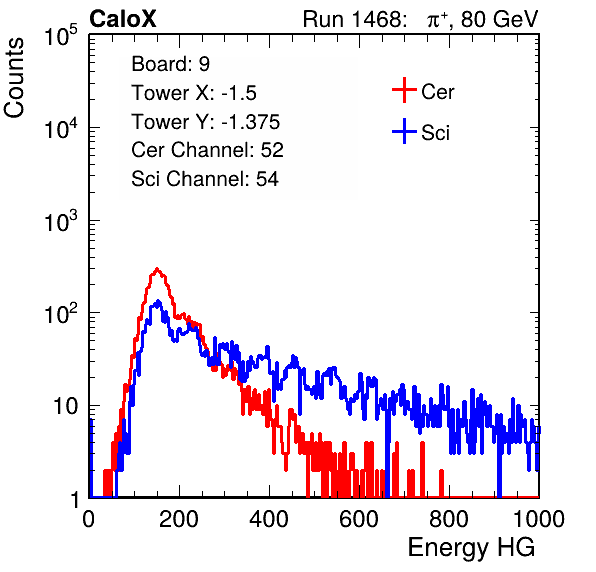 CaloX Run 1468: π⁺, 80 GeV
Counts
Board: 9
Tower X: -1.5
Tower Y: -1.375
Cer Channel: 52
Sci Channel: 54
Cer
Sci
10⁵
10⁴
10³
10²
10
1
0 200 400 600 800 1000
Energy HG